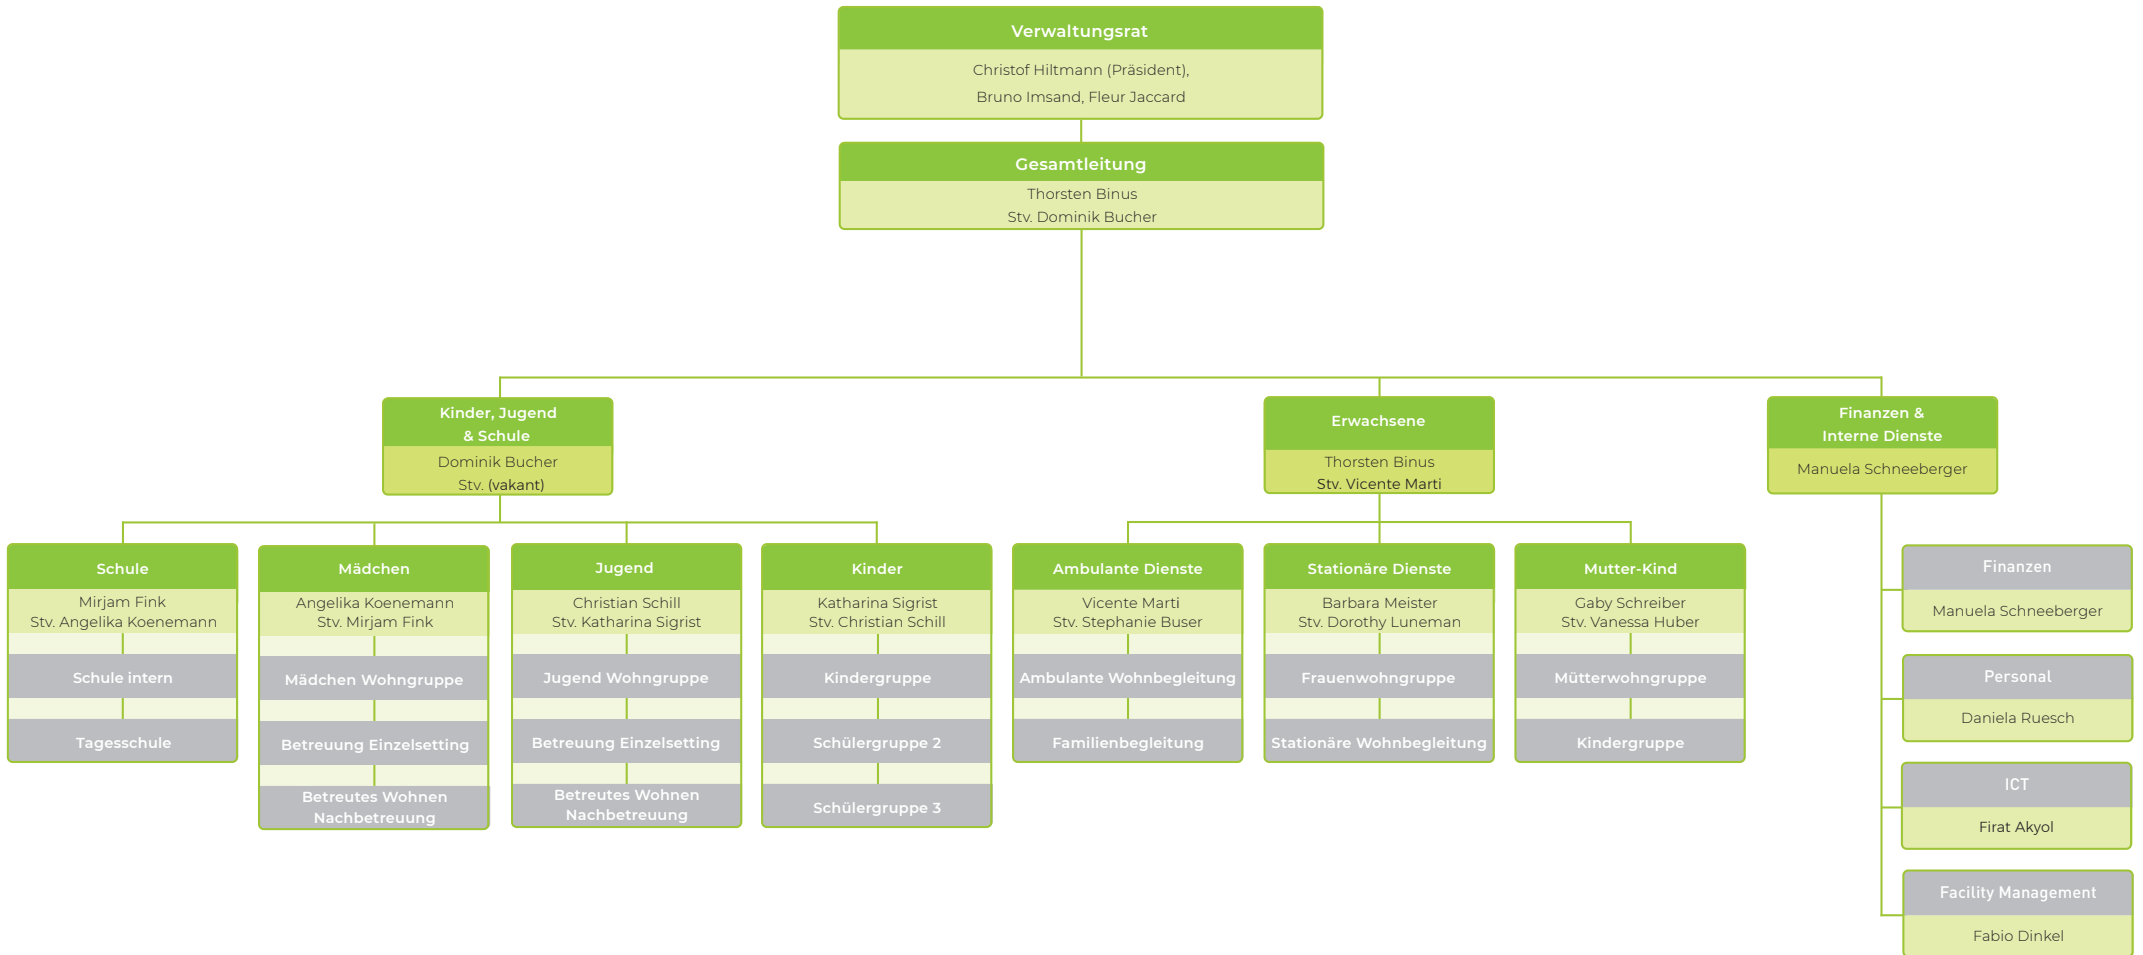 Verwaltungsrat
Christof Hiltmann (Präsident),
Bruno Imsand, Fleur Jaccard
Gesamtleitung
Thorsten Binus
Stv. Dominik Bucher
Kinder, Jugend
& Schule
Dominik Bucher
Stv. (vakant)
Erwachsene
Thorsten Binus
Stv. Vicente Marti
Finanzen &
Interne Dienste
Manuela Schneeberger
Schule
Mirjam Fink
Stv. Angelika Koenemann
Schule intern
Tagesschule
Mädchen
Angelika Koenemann
Stv. Mirjam Fink
Mädchen Wohngruppe
Betreuung Einzelsetting
Betreutes Wohnen
Nachbetreuung
Jugend
Christian Schill
Stv. Katharina Sigrist
Jugend Wohngruppe
Betreuung Einzelsetting
Betreutes Wohnen
Nachbetreuung
Kinder
Katharina Sigrist
Stv. Christian Schill
Kindergruppe
Schülergruppe 2
Schülergruppe 3
Ambulante Dienste
Vicente Marti
Stv. Stephanie Buser
Ambulante Wohnbegleitung
Familienbegleitung
Stationäre Dienste
Barbara Meister
Stv. Dorothy Luneman
Frauenwohngruppe
Stationäre Wohnbegleitung
Mutter-Kind
Gaby Schreiber
Stv. Vanessa Huber
Mütterwohngruppe
Kindergruppe
Finanzen
Manuela Schneeberger
Personal
Daniela Ruesch
ICT
Firat Akyol
Facility Management
Fabio Dinkel